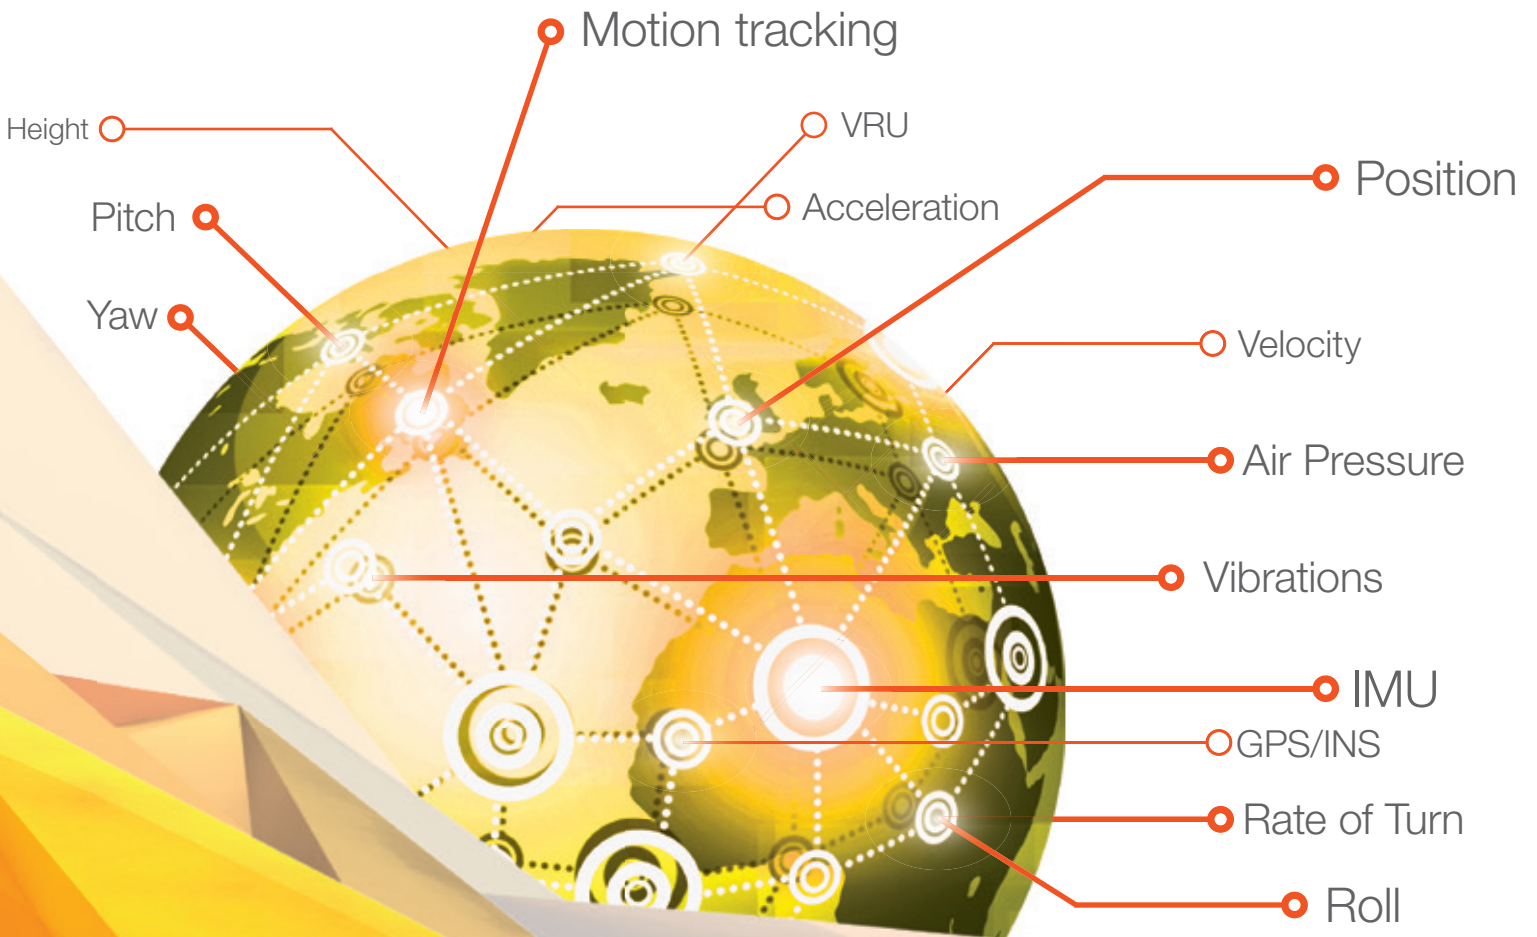 Motion tracking
Height
VRU
Position
Pitch
Acceleration
Yaw
Velocity
Air Pressure
Vibrations
IMU
GPS/INS
Rate of Turn
Roll